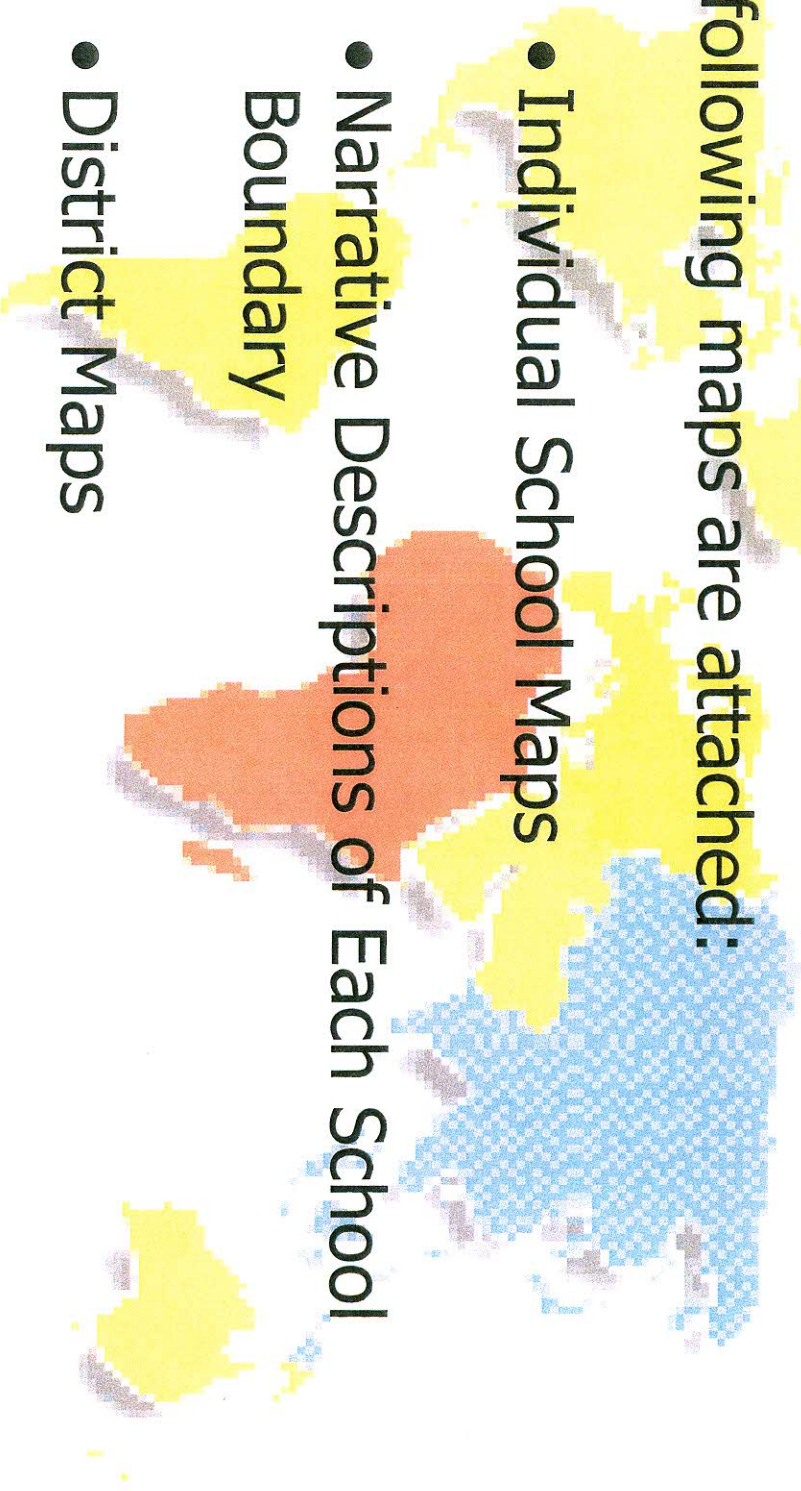 following maps are attached:
• Individual School Maps
• Narrative Descriptions of Each School
Boundary
• District Maps